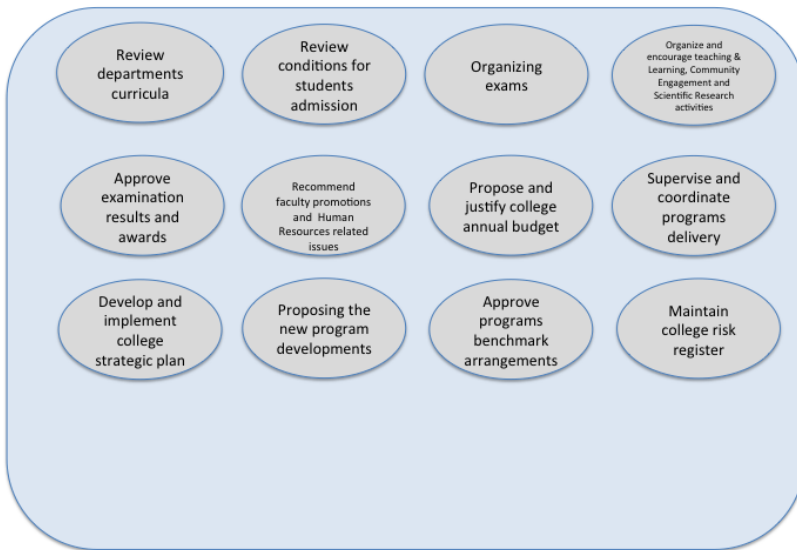 Review
departments
curricula
Review
conditions for
students
admission
Organizing
exams
Organize and
encourage teaching &
Learning, Community
Engagement and
Scientific Research
activities
Approve
examination
results and
awards
Recommend
faculty promotions
and Human
Resources related
issues
Propose and
justify college
annual budget
Supervise and
coordinate
programs
delivery
Develop and
implement
college
strategic plan
Proposing the
new program
developments
Approve
programs
benchmark
arrangements
Maintain
college risk
register